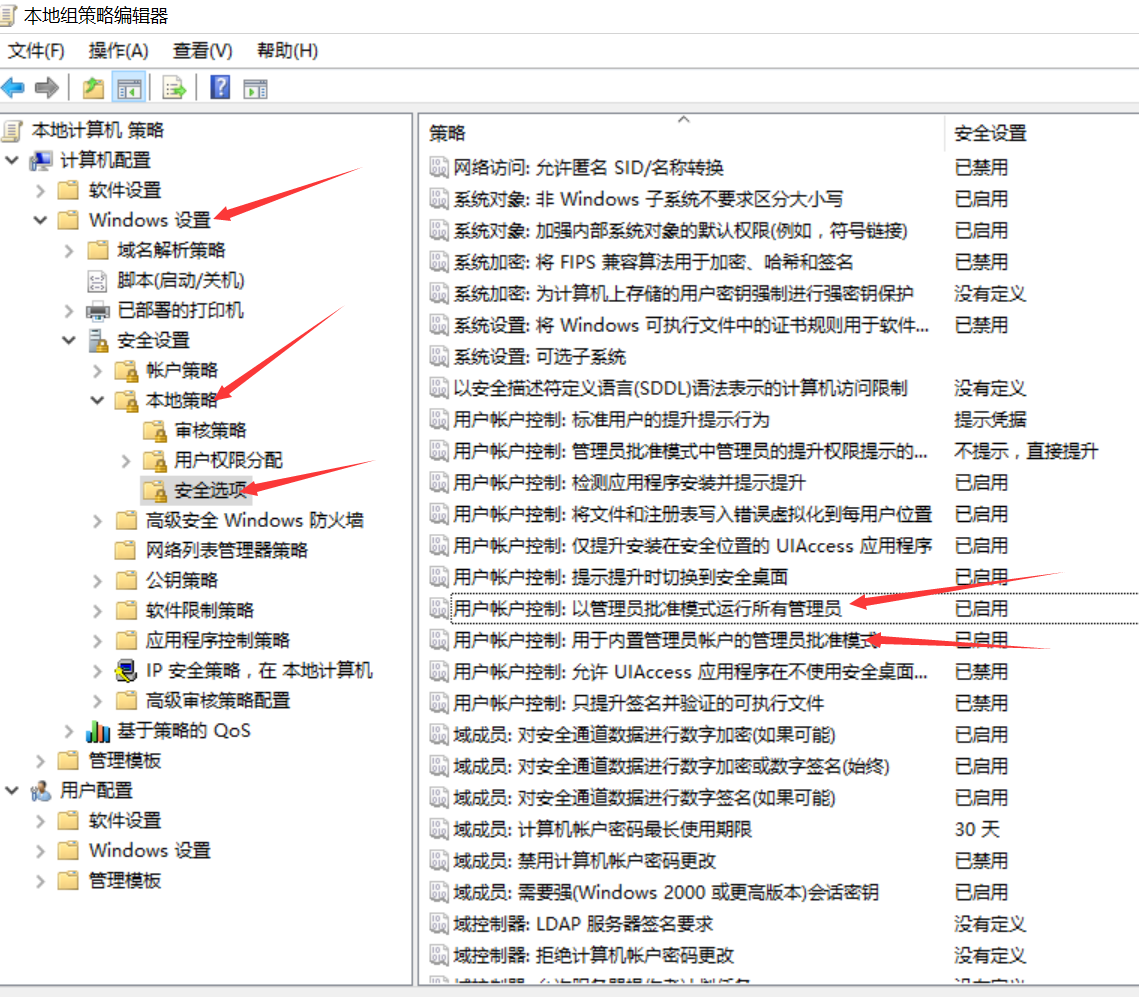 本地组策略编辑器
文件(F) 操作(A) 查看(V) 帮助(H)
本地计算机 策略
计算机配置
软件设置
Windows 设置
域名解析策略
脚本(启动/关机)
已部署的打印机
安全设置
帐户策略
本地策略
审核策略
用户权限分配
安全选项
高级安全 Windows 防火墙
网络列表管理器策略
公钥策略
软件限制策略
应用程序控制策略
IP 安全策略，在 本地计算机
高级审核策略配置
基于策略的 QoS
管理模板
用户配置
软件设置
Windows 设置
管理模板
策略 安全设置
网络访问: 允许匿名 SID/名称转换 已禁用
系统对象: 非 Windows 子系统不要求区分大小写 已启用
系统对象: 加强内部系统对象的默认权限(例如，符号链接) 已启用
系统加密: 将 FIPS 兼容算法用于加密、哈希和签名 已禁用
系统加密: 为计算机上存储的用户密钥强制进行强密钥保护 没有定义
系统设置: 将 Windows 可执行文件中的证书规则用于软件... 已禁用
系统设置: 可选子系统
以安全描述符定义语言(SDDL)语法表示的计算机访问限制 没有定义
用户帐户控制: 标准用户的提升提示行为 提示凭据
用户帐户控制: 管理员批准模式中管理员的提升权限提示的... 不提示，直接提升
用户帐户控制: 检测应用程序安装并提示提升 已启用
用户帐户控制: 将文件和注册表写入错误虚拟化到每用户位置 已启用
用户帐户控制: 仅提升安装在安全位置的 UIAccess 应用程序 已启用
用户帐户控制: 提示提升时切换到安全桌面 已启用
用户帐户控制: 以管理员批准模式运行所有管理员 已启用
用户帐户控制: 用于内置管理员帐户的管理员批准模式 已启用
用户帐户控制: 允许 UIAccess 应用程序在不使用安全桌面... 已禁用
用户帐户控制: 只提升签名并验证的可执行文件 已禁用
域成员: 对安全通道数据进行数字加密(如果可能) 已启用
域成员: 对安全通道数据进行数字加密或数字签名(始终) 已启用
域成员: 对安全通道数据进行数字签名(如果可能) 已启用
域成员: 计算机帐户密码最长使用期限 30 天
域成员: 禁用计算机帐户密码更改 已禁用
域成员: 需要强(Windows 2000 或更高版本)会话密钥 已启用
域控制器: LDAP 服务器签名要求 没有定义
域控制器: 拒绝计算机帐户密码更改 没有定义